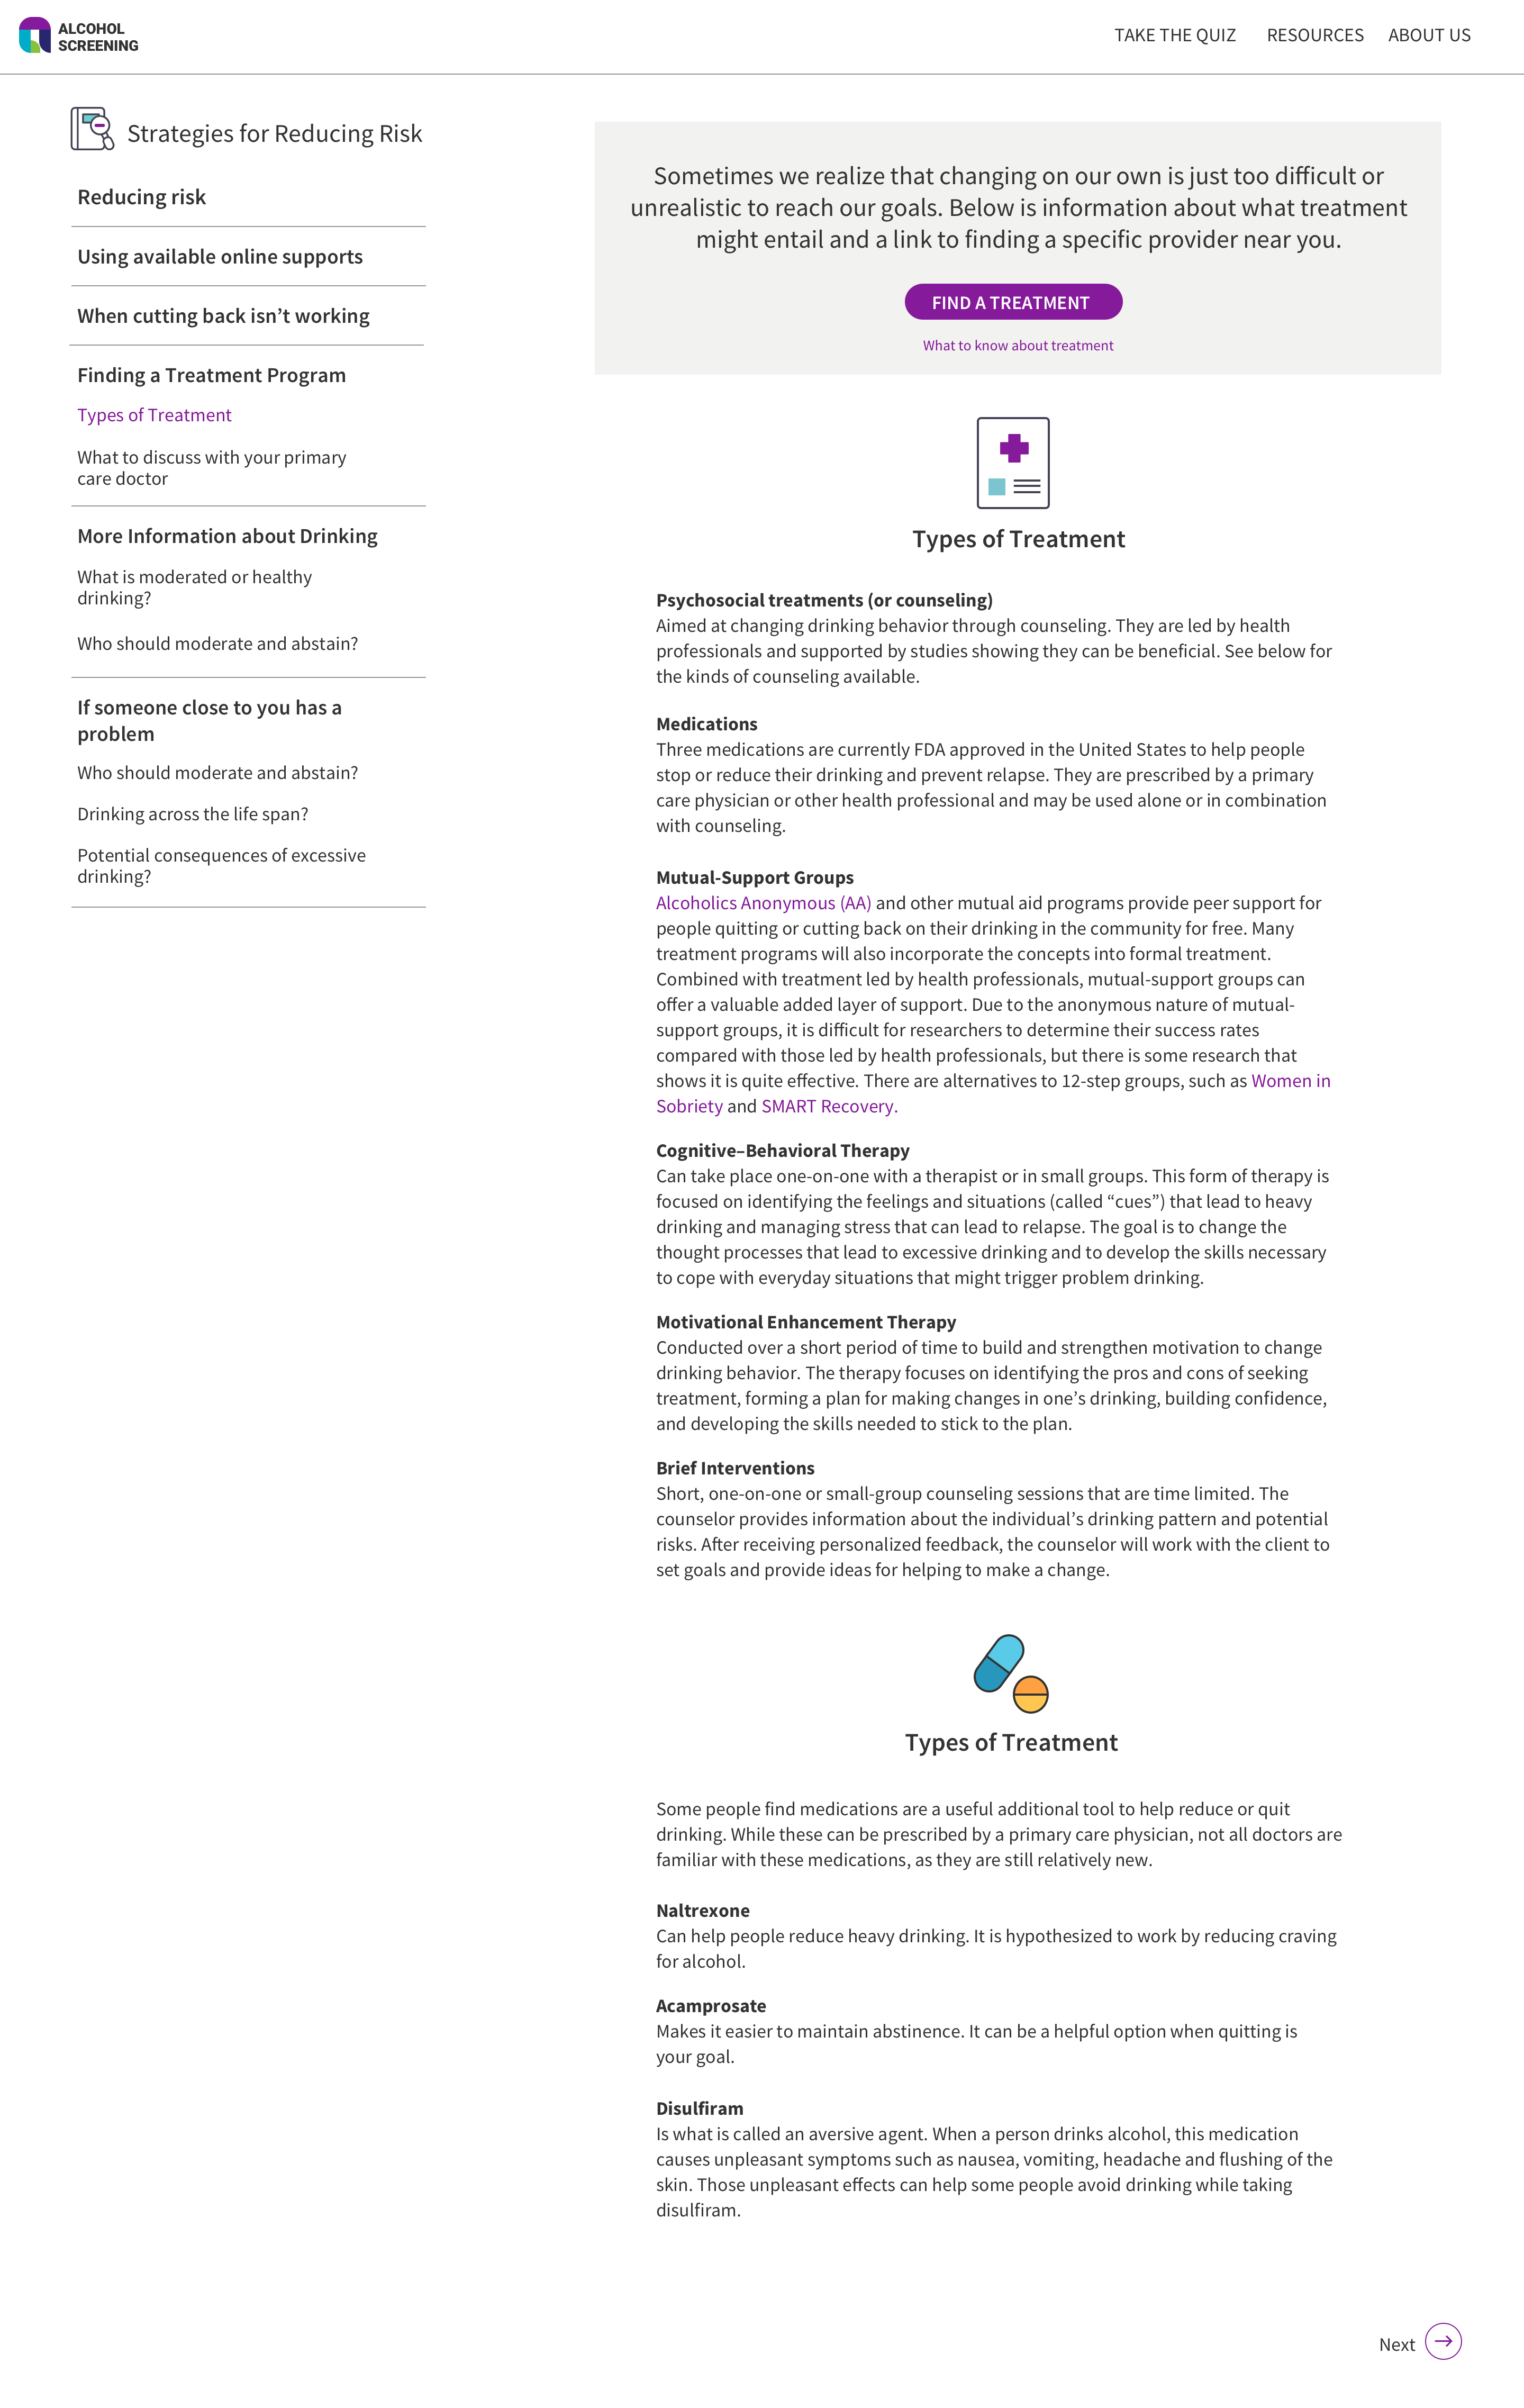 ALCOHOL
SCREENING
TAKE THE QUIZ
RESOURCES
ABOUT US
Strategies for Reducing Risk
Reducing risk
Using available online supports
When cutting back isn’t working
Finding a Treatment Program
Types of Treatment
What to discuss with your primary
care doctor
More Information about Drinking
What is moderated or healthy
drinking?
Who should moderate and abstain?
If someone close to you has a
problem
Who should moderate and abstain?
Drinking across the life span?
Potential consequences of excessive
drinking?
Sometimes we realize that changing on our own is just too difficult or
unrealistic to reach our goals. Below is information about what treatment
might entail and a link to finding a specific provider near you.
FIND A TREATMENT
What to know about treatment
Types of Treatment
Psychosocial treatments (or counseling)
Aimed at changing drinking behavior through counseling. They are led by health
professionals and supported by studies showing they can be beneficial. See below for
the kinds of counseling available.
Medications
Three medications are currently FDA approved in the United States to help people
stop or reduce their drinking and prevent relapse. They are prescribed by a primary
care physician or other health professional and may be used alone or in combination
with counseling.
Mutual-Support Groups
Alcoholics Anonymous (AA) and other mutual aid programs provide peer support for
people quitting or cutting back on their drinking in the community for free. Many
treatment programs will also incorporate the concepts into formal treatment.
Combined with treatment led by health professionals, mutual-support groups can
offer a valuable added layer of support. Due to the anonymous nature of mutual-
support groups, it is difficult for researchers to determine their success rates
compared with those led by health professionals, but there is some research that
shows it is quite effective. There are alternatives to 12-step groups, such as Women in
Sobriety and SMART Recovery.
Cognitive–Behavioral Therapy
Can take place one-on-one with a therapist or in small groups. This form of therapy is
focused on identifying the feelings and situations (called “cues”) that lead to heavy
drinking and managing stress that can lead to relapse. The goal is to change the
thought processes that lead to excessive drinking and to develop the skills necessary
to cope with everyday situations that might trigger problem drinking.
Motivational Enhancement Therapy
Conducted over a short period of time to build and strengthen motivation to change
drinking behavior. The therapy focuses on identifying the pros and cons of seeking
treatment, forming a plan for making changes in one’s drinking, building confidence,
and developing the skills needed to stick to the plan.
Brief Interventions
Short, one-on-one or small-group counseling sessions that are time limited. The
counselor provides information about the individual’s drinking pattern and potential
risks. After receiving personalized feedback, the counselor will work with the client to
set goals and provide ideas for helping to make a change.
Types of Treatment
Some people find medications are a useful additional tool to help reduce or quit
drinking. While these can be prescribed by a primary care physician, not all doctors are
familiar with these medications, as they are still relatively new.
Naltrexone
Can help people reduce heavy drinking. It is hypothesized to work by reducing craving
for alcohol.
Acamprosate
Makes it easier to maintain abstinence. It can be a helpful option when quitting is
your goal.
Disulfiram
Is what is called an aversive agent. When a person drinks alcohol, this medication
causes unpleasant symptoms such as nausea, vomiting, headache and flushing of the
skin. Those unpleasant effects can help some people avoid drinking while taking
disulfiram.
Next